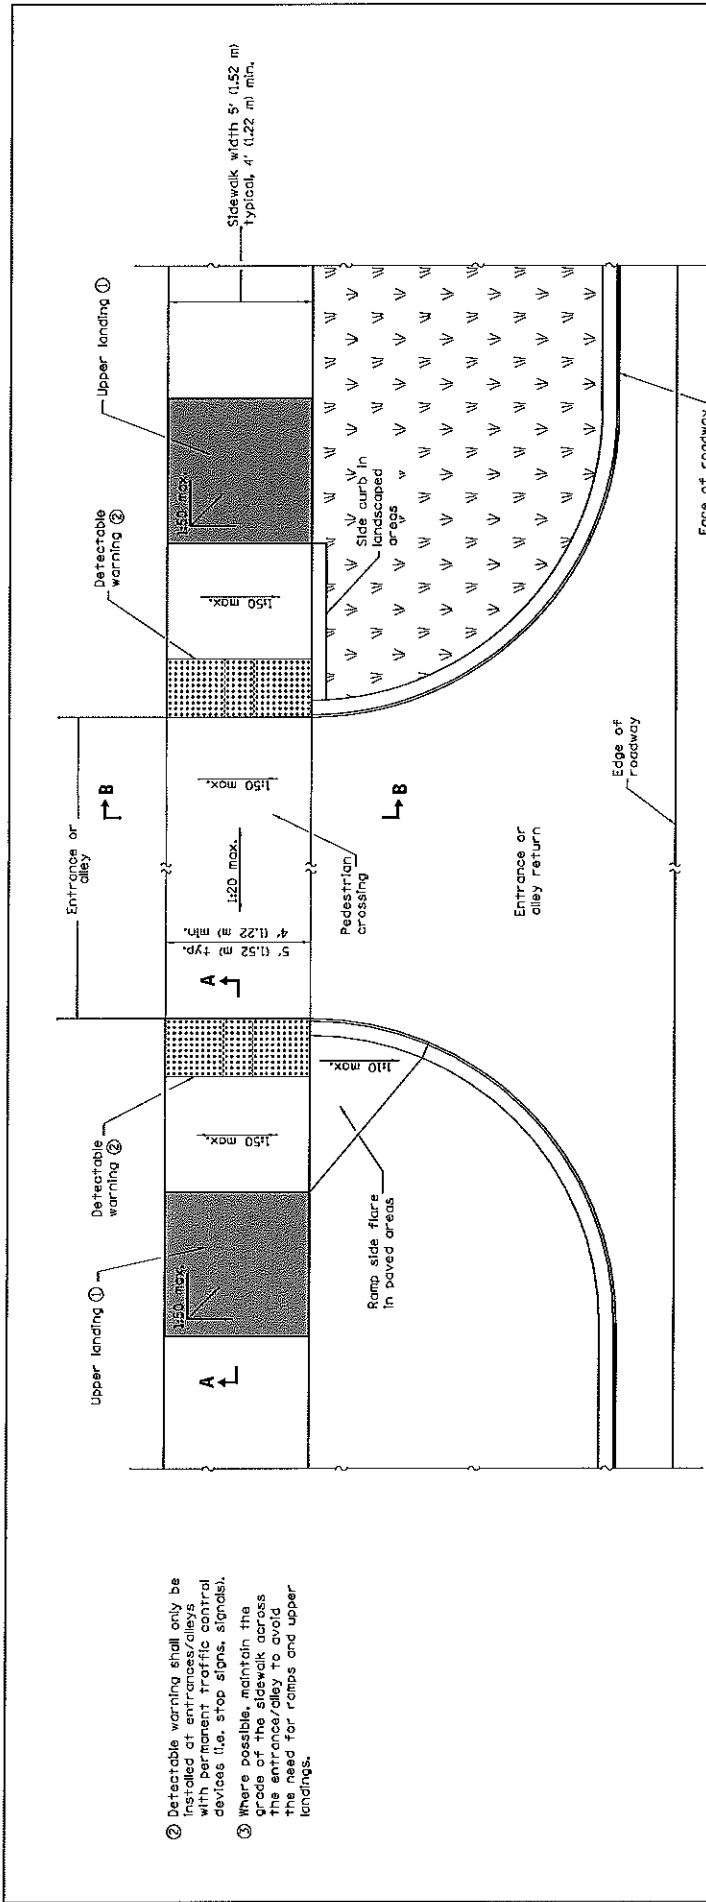 ② Detectable warning shall only be
installed at entrances/alleys
with permanent traffic control
devices (i.e. stop signs, signals).
③ Where possible, maintain the
grade of the sidewalk across
the entrance/alley to avoid
the need for ramps and upper
landings.
Upper landing ①
Detectable
warning ②
Entrance or
alley
Detectable
warning ②
Upper landing ①
Sidewalk width 5' (1.52 m)
typical, 4' (1.22 m) min.
A
A
B
B
1:50 max.
1:50 max.
5' (1.52 m) typ.
4' (1.22 m) min.
1:20 max.
1:50 max.
1:50 max.
1:50 max.
Ramp side flare
in paved areas
1:10 max.
Pedestrian
crossing
Side curb in
landscaped
areas
Entrance or
alley return
Edge of
roadway
Face of roadway